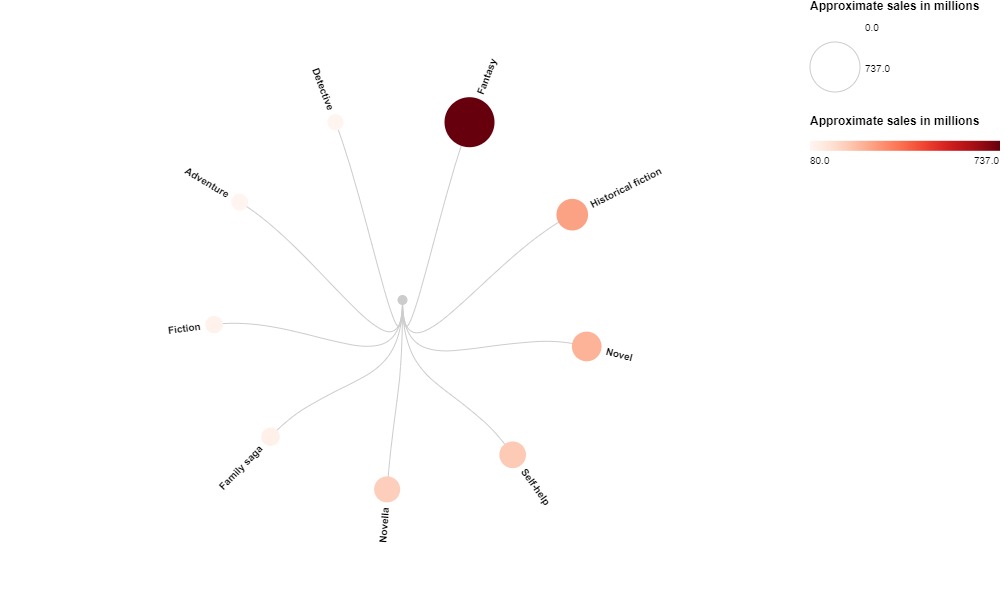 Approximate sales in millions
0.0
737.0
Approximate sales in millions
80.0
737.0
Fantasy
Historical fiction
Novel
Self-help
Novella
Family saga
Fiction
Adventure
Detective